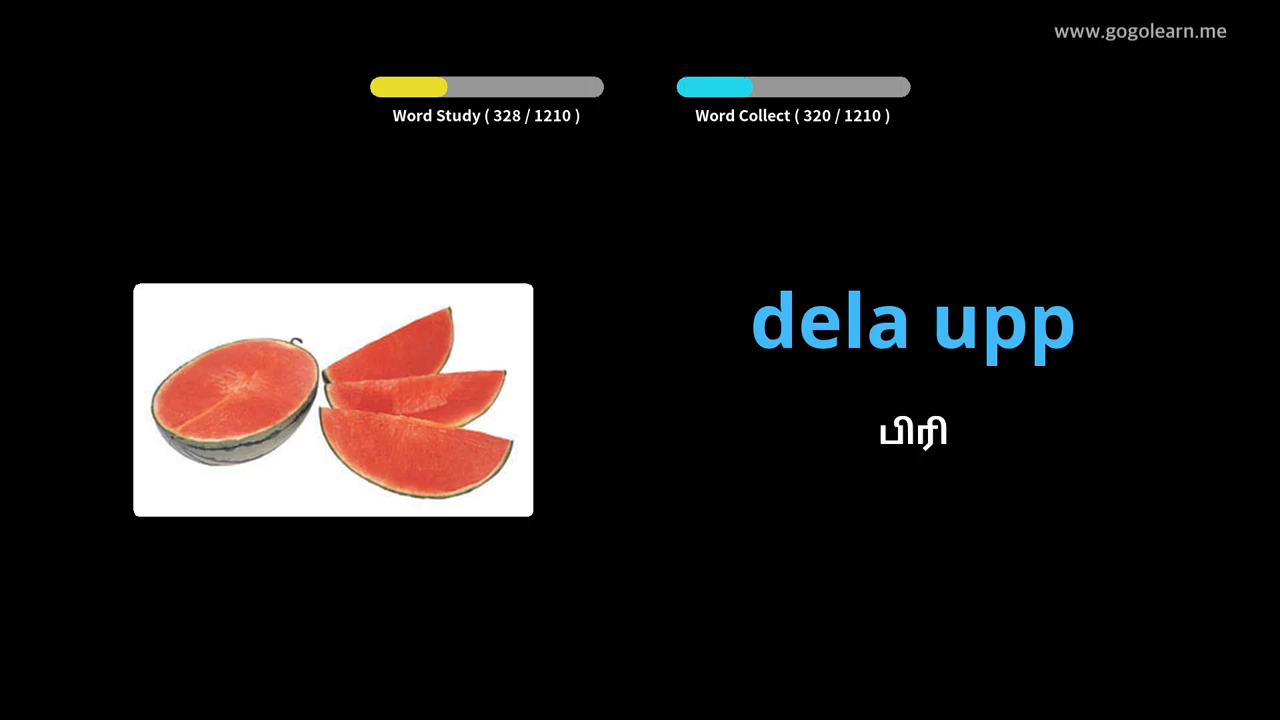 www.gogolearn.me
Word Study ( 328 / 1210 )
Word Collect ( 320 / 1210 )
dela upp
பிரி